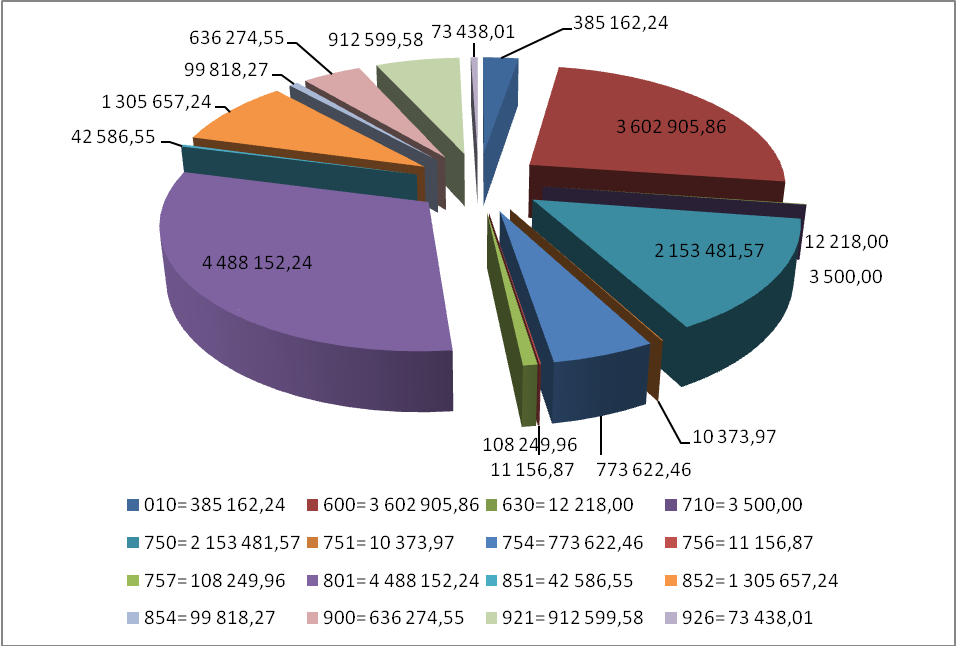 385 162,24
73 438,01
912 599,58
636 274,55
99 818,27
1 305 657,24
42 586,55
3 602 905,86
12 218,00
2 153 481,57
3 500,00
4 488 152,24
10 373,97
108 249,96
11 156,87
773 622,46
010= 385 162,24 600= 3 602 905,86 630= 12 218,00 710= 3 500,00
750= 2 153 481,57 751= 10 373,97 754= 773 622,46 756= 11 156,87
757= 108 249,96 801= 4 488 152,24 851= 42 586,55 852= 1 305 657,24
854= 99 818,27 900= 636 274,55 921= 912 599,58 926= 73 438,01